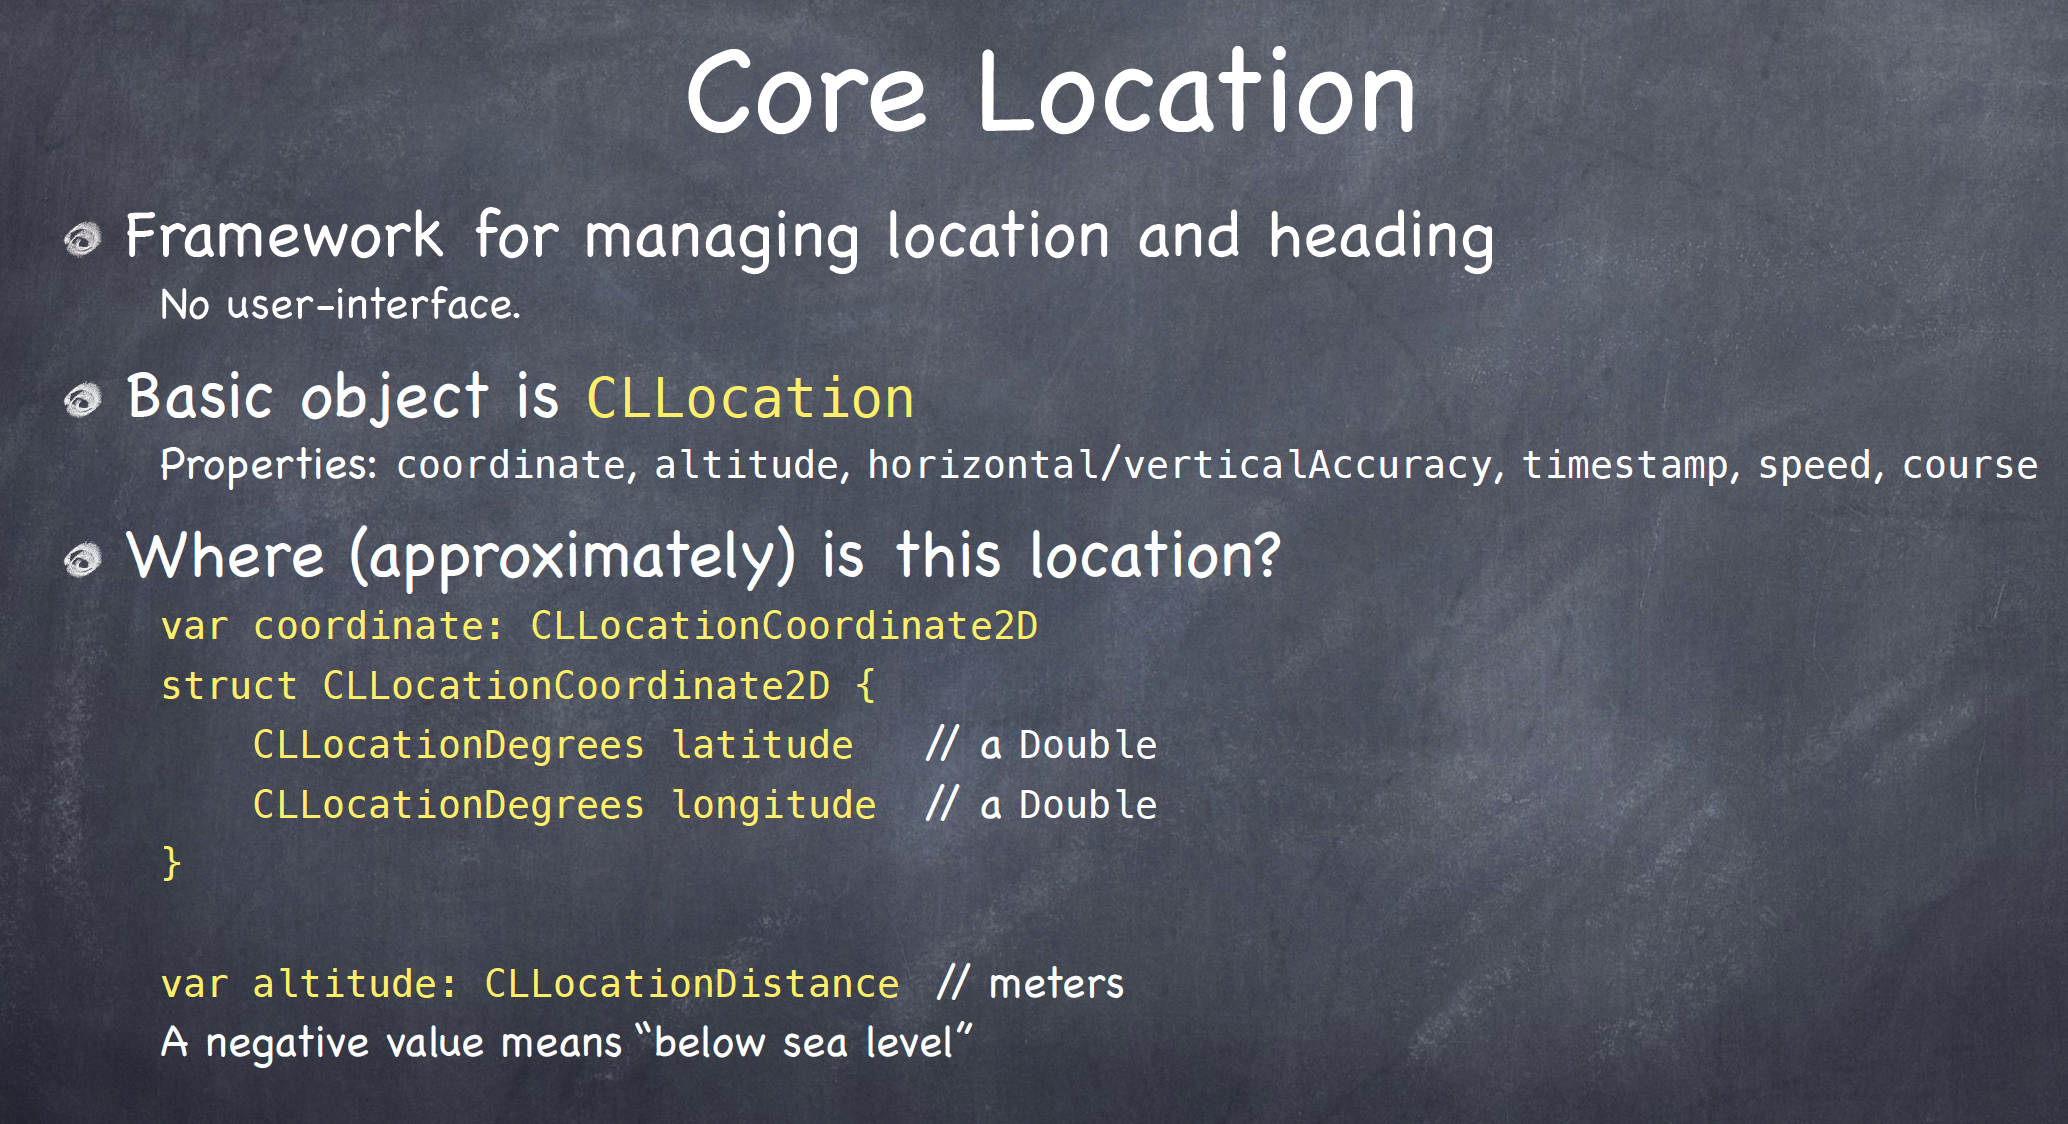 Core Location
Framework for managing location and heading
No user-interface.
Basic object is CLLocation
Properties: coordinate, altitude, horizontal/verticalAccuracy, timestamp, speed, course
Where (approximately) is this location?
var coordinate: CLLocationCoordinate2D
struct CLLocationCoordinate2D {
    CLLocationDegrees latitude   // a Double
    CLLocationDegrees longitude  // a Double
}
var altitude: CLLocationDistance  // meters
A negative value means “below sea level”